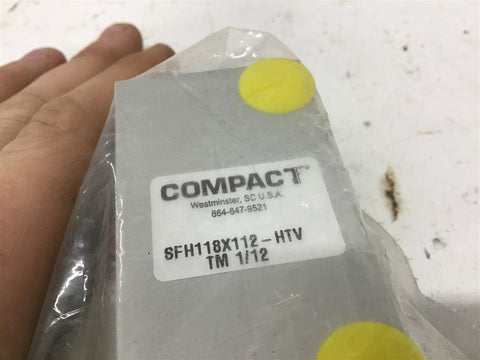 COMPACT
Westminster, SC U.S.A.
864-647-9521
SFH118X112-HTV
TM 1/12